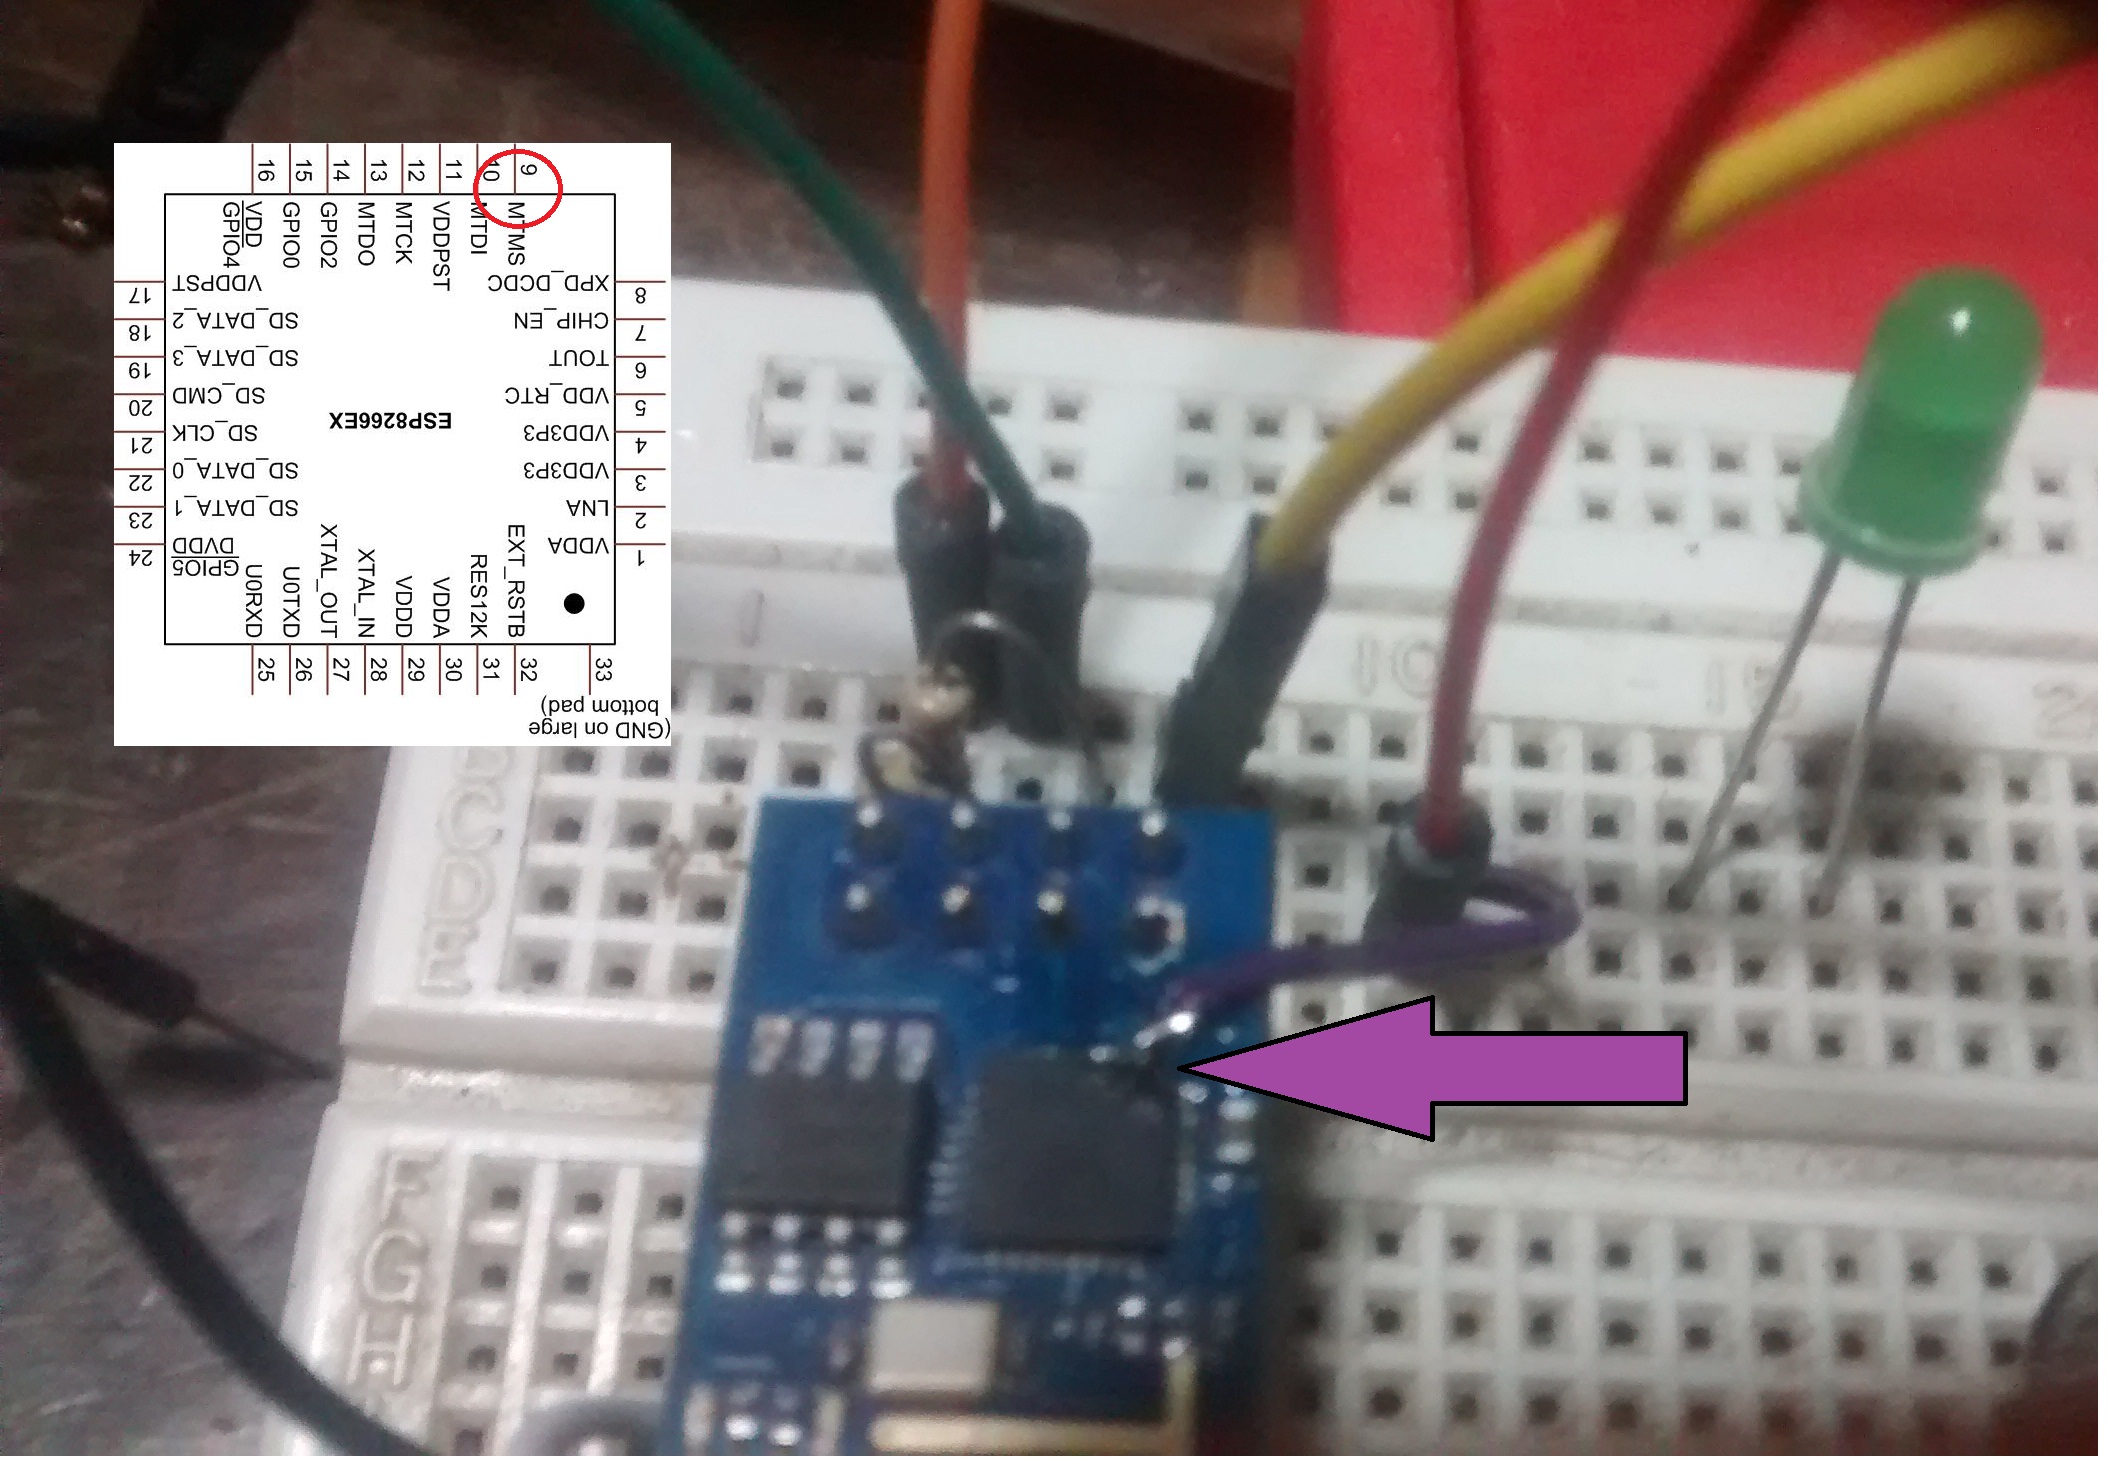 16 15 14 13 12 11 10 9
VDD
GPIO4
GPIO0
GPIO2
MTDO
MTCK
VDDPST
MTDI
MTMS
17 VDDPST
18 SD_DATA_2
19 SD_DATA_3
20 SD_CMD
21 SD_CLK
22 SD_DATA_0
23 SD_DATA_1
24 GPIO5
DVDD
XPD_DCDC 8
CHIP_EN 7
TOUT 6
VDD_RTC 5
VDD3P3 4
VDD3P3 3
LNA 2
VDDA 1
ESP8266EX
U0RXD
U0TXD
XTAL_OUT
XTAL_IN
VDDD
VDDA
RES12K
EXT_RSTB
25 26 27 28 29 30 31 32 33
(GND on large
bottom pad)
1
10
15
C
D
E
F
G
H